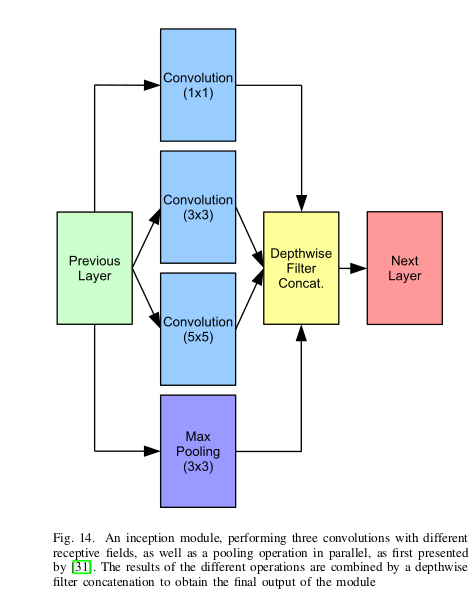 Convolution
(1x1)
Convolution
(3x3)
Previous
Layer
Depthwise
Filter
Concat.
Next
Layer
Convolution
(5x5)
Max
Pooling
(3x3)
Fig. 14. An inception module, performing three convolutions with different
receptive fields, as well as a pooling operation in parallel, as first presented
by [31]. The results of the different operations are combined by a depthwise
filter concatenation to obtain the final output of the module